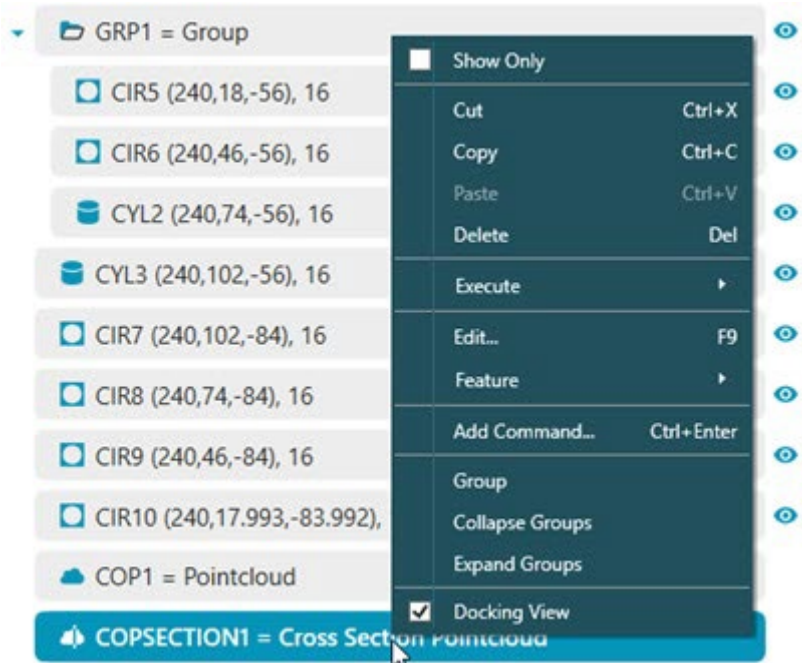 GRP1 = Group
CIR5 (240,18,-56), 16
CIR6 (240,46,-56), 16
CYL2 (240,74,-56), 16
CYL3 (240,102,-56), 16
CIR7 (240,102,-84), 16
CIR8 (240,74,-84), 16
CIR9 (240,46,-84), 16
CIR10 (240,17.993,-83.992),
COP1 = Pointcloud
COPSECTION1 = Cross Section Pointcloud
Show Only
Cut Ctrl+X
Copy Ctrl+C
Paste Ctrl+V
Delete Del
Execute
Edit... F9
Feature
Add Command... Ctrl+Enter
Group
Collapse Groups
Expand Groups
Docking View